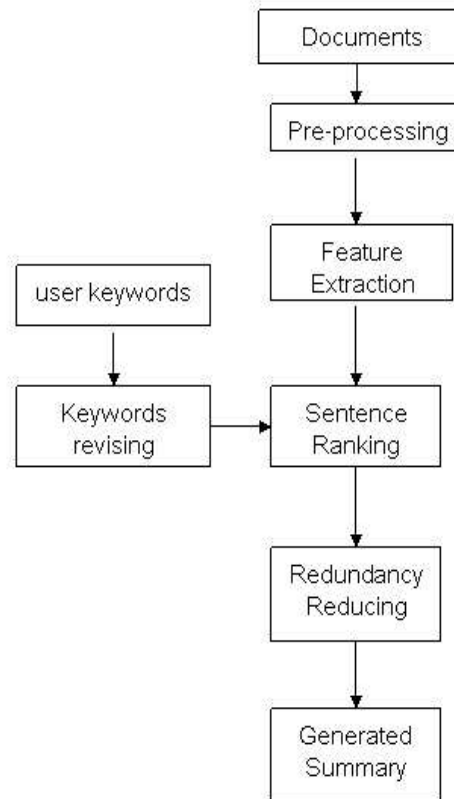 Documents
Pre-processing
Feature
Extraction
user keywords
Keywords
revising
Sentence
Ranking
Redundancy
Reducing
Generated
Summary